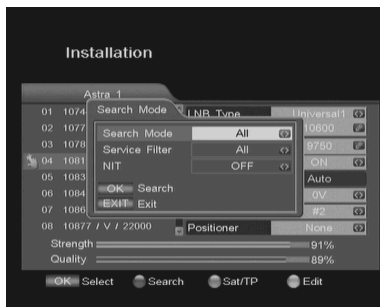 Installation
Astra 1
01 1074
LNB Type Universal1
02 1077 10600
03 1078 9750
04 1081 ON
05 1083 Auto
06 1084 0V
07 1086 #2
08 10877 / V / 22000 Positioner None
Search Mode
Search Mode All
Service Filter All
NIT OFF
OK Search
EXIT Exit
Strength 91%
Quality 89%
OK Select Search Sat/TP Edit